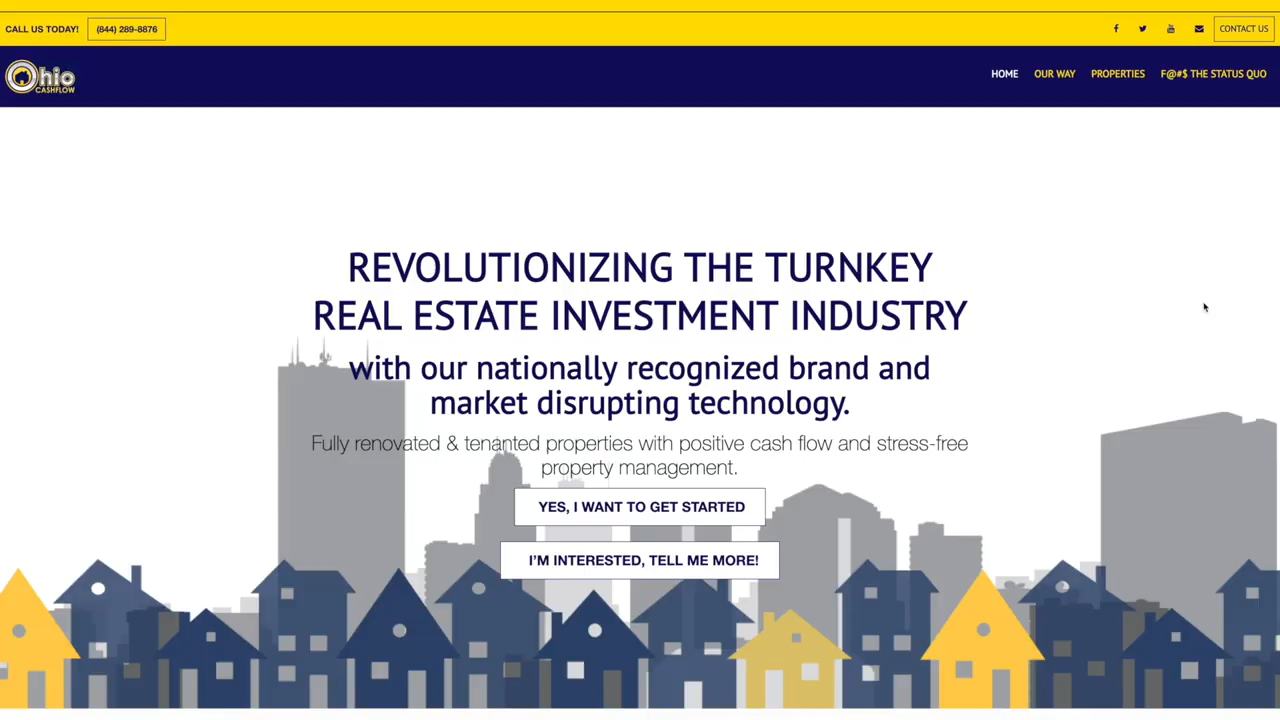 CALL US TODAY! (844) 289-8876 CONTACT US
Ohio
CASHFLOW
HOME OUR WAY PROPERTIES F@#$ THE STATUS QUO
REVOLUTIONIZING THE TURNKEY
REAL ESTATE INVESTMENT INDUSTRY
with our nationally recognized brand and
market disrupting technology.
Fully renovated & tenanted properties with positive cash flow and stress-free
property management.
YES, I WANT TO GET STARTED
I'M INTERESTED, TELL ME MORE!